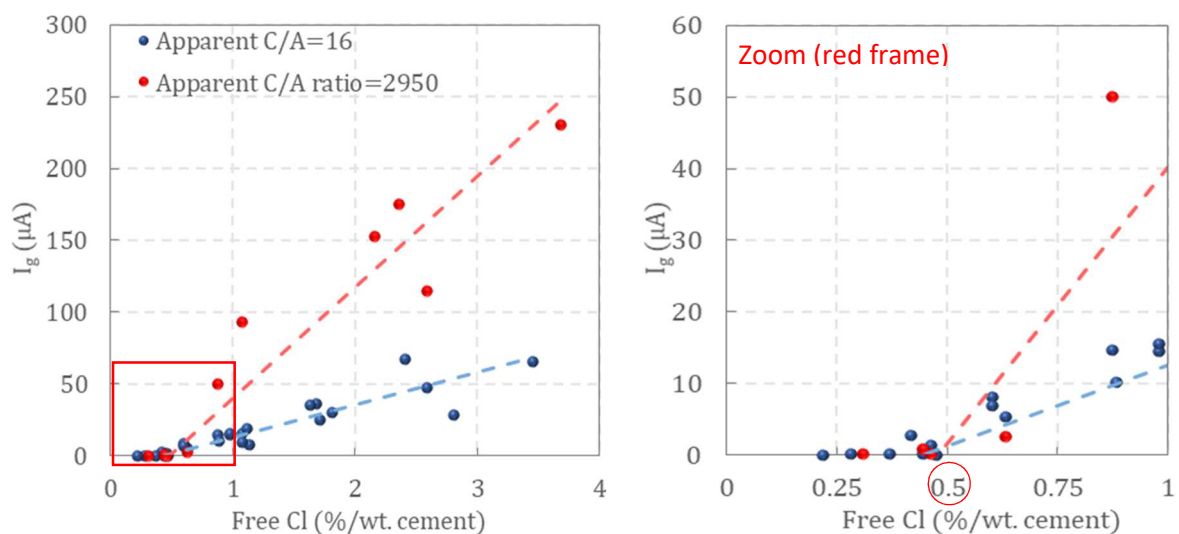 300
250
200
150
100
50
0
I_g (μA)
Apparent C/A=16
Apparent C/A ratio=2950
0 1 2 3 4
Free Cl (%/wt. cement)
60
50
40
30
20
10
0
I_g (μA)
Zoom (red frame)
0 0.25 0.5 0.75 1
Free Cl (%/wt. cement)